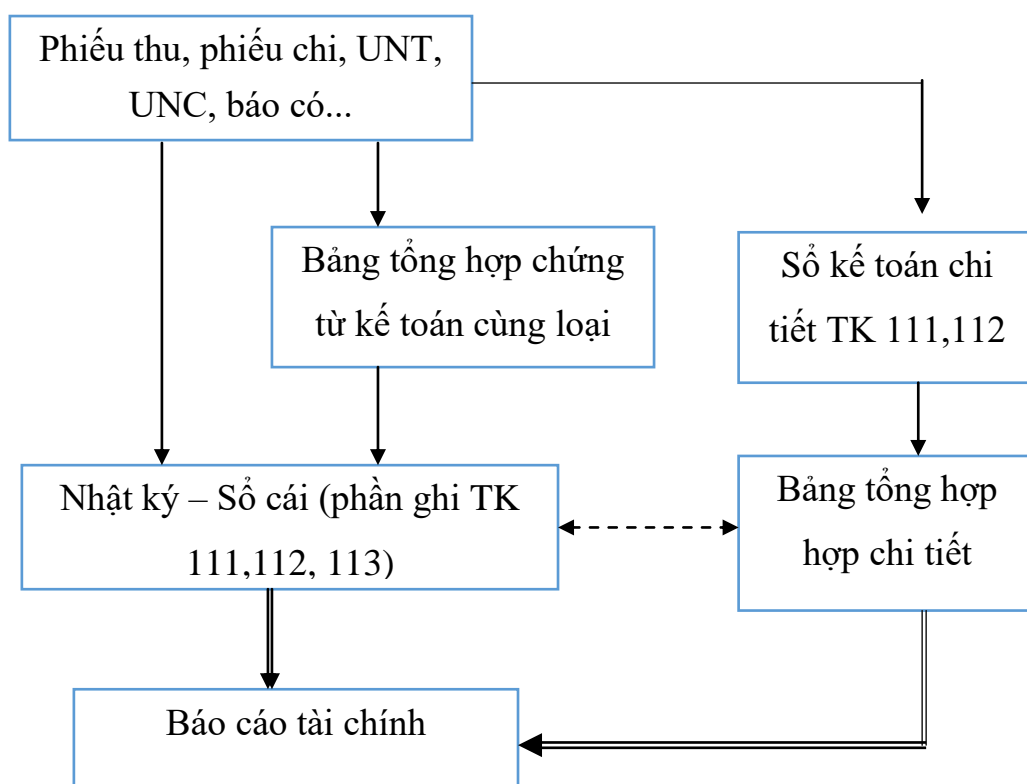 Phiếu thu, phiếu chi, UNT,
UNC, báo có...
Bảng tổng hợp chứng
từ kế toán cùng loại
Sổ kế toán chi
tiết TK 111,112
Nhật ký – Sổ cái (phần ghi TK
111,112, 113)
Bảng tổng hợp
hợp chi tiết
Báo cáo tài chính